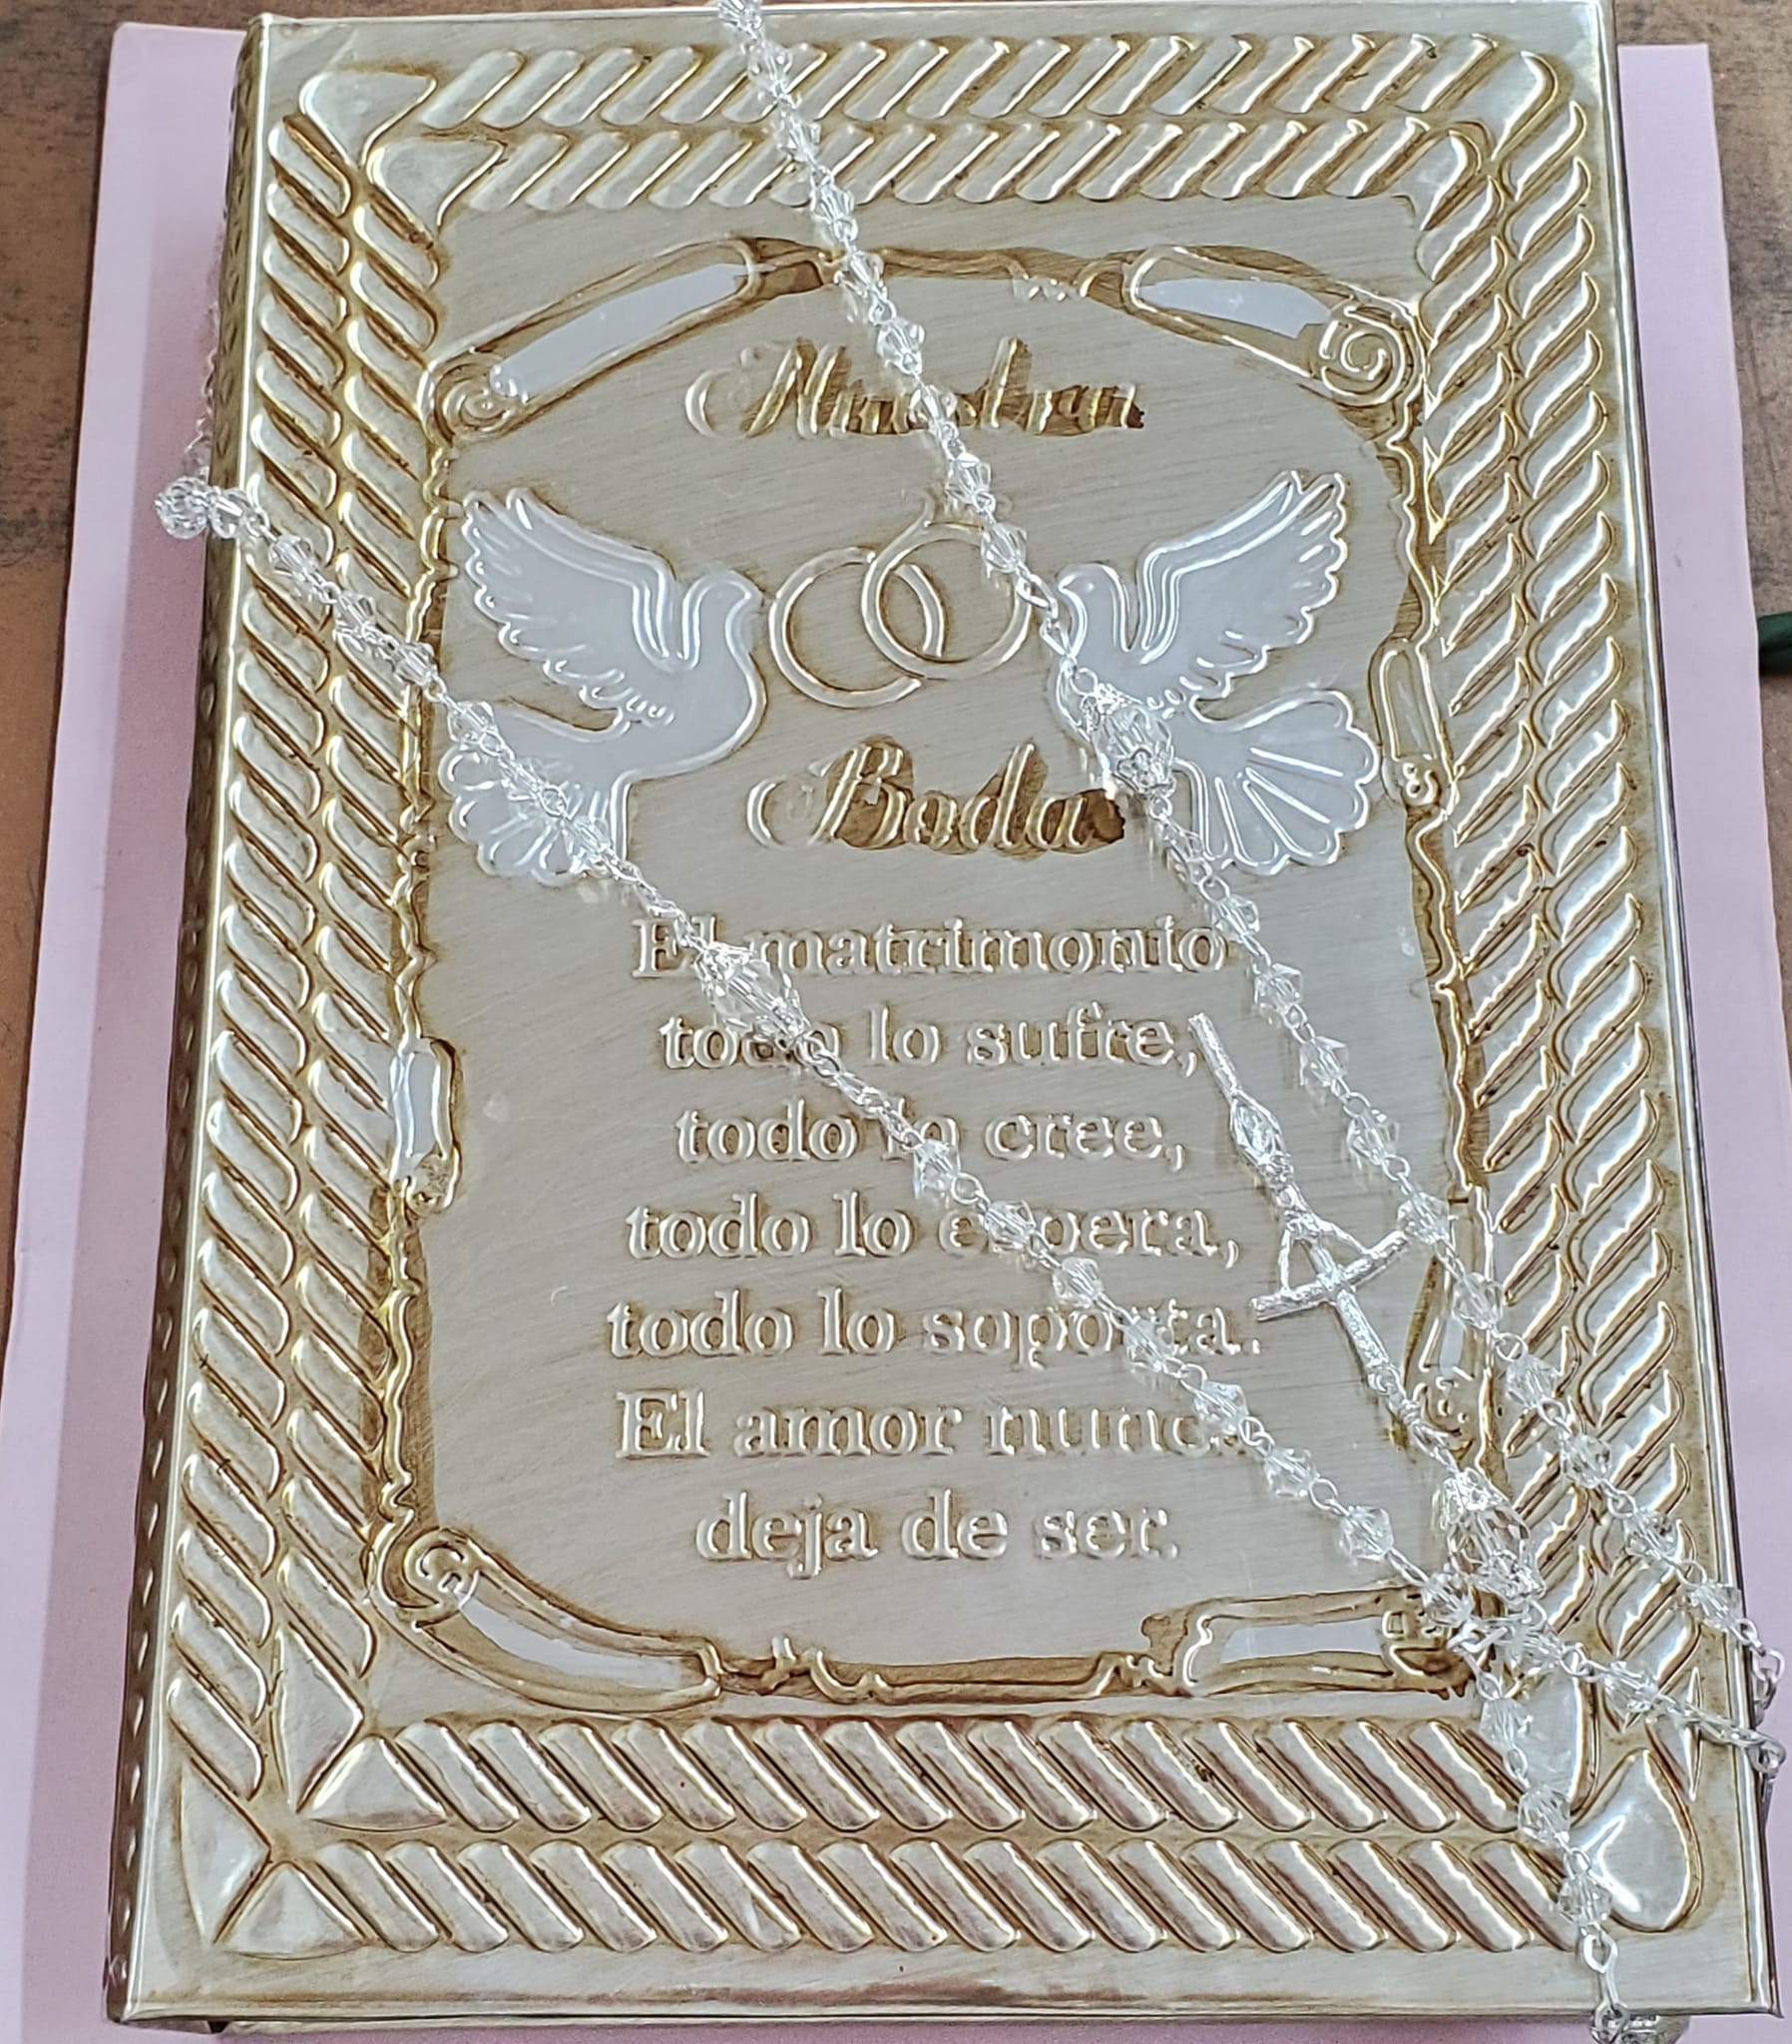 Nuestra
Boda
El matrimonio
todo lo sufre,
todo lo cree,
todo lo espera,
todo lo soporta.
El amor nunca
deja de ser.